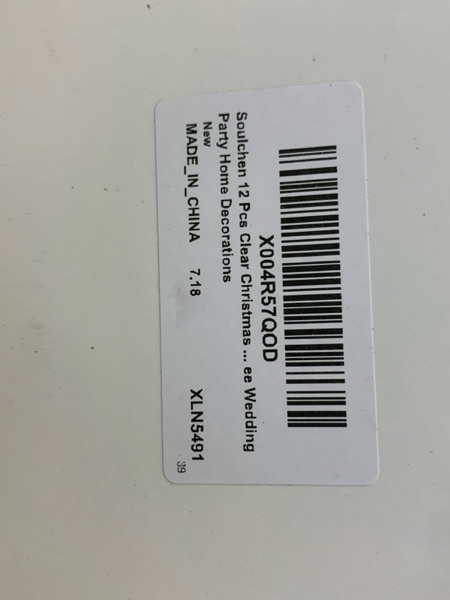 X004R57QOD
Soulchen 12 Pcs Clear Christmas ... ee Wedding
Party Home Decorations
New
MADE_IN_CHINA 7.18 XLN5491
39